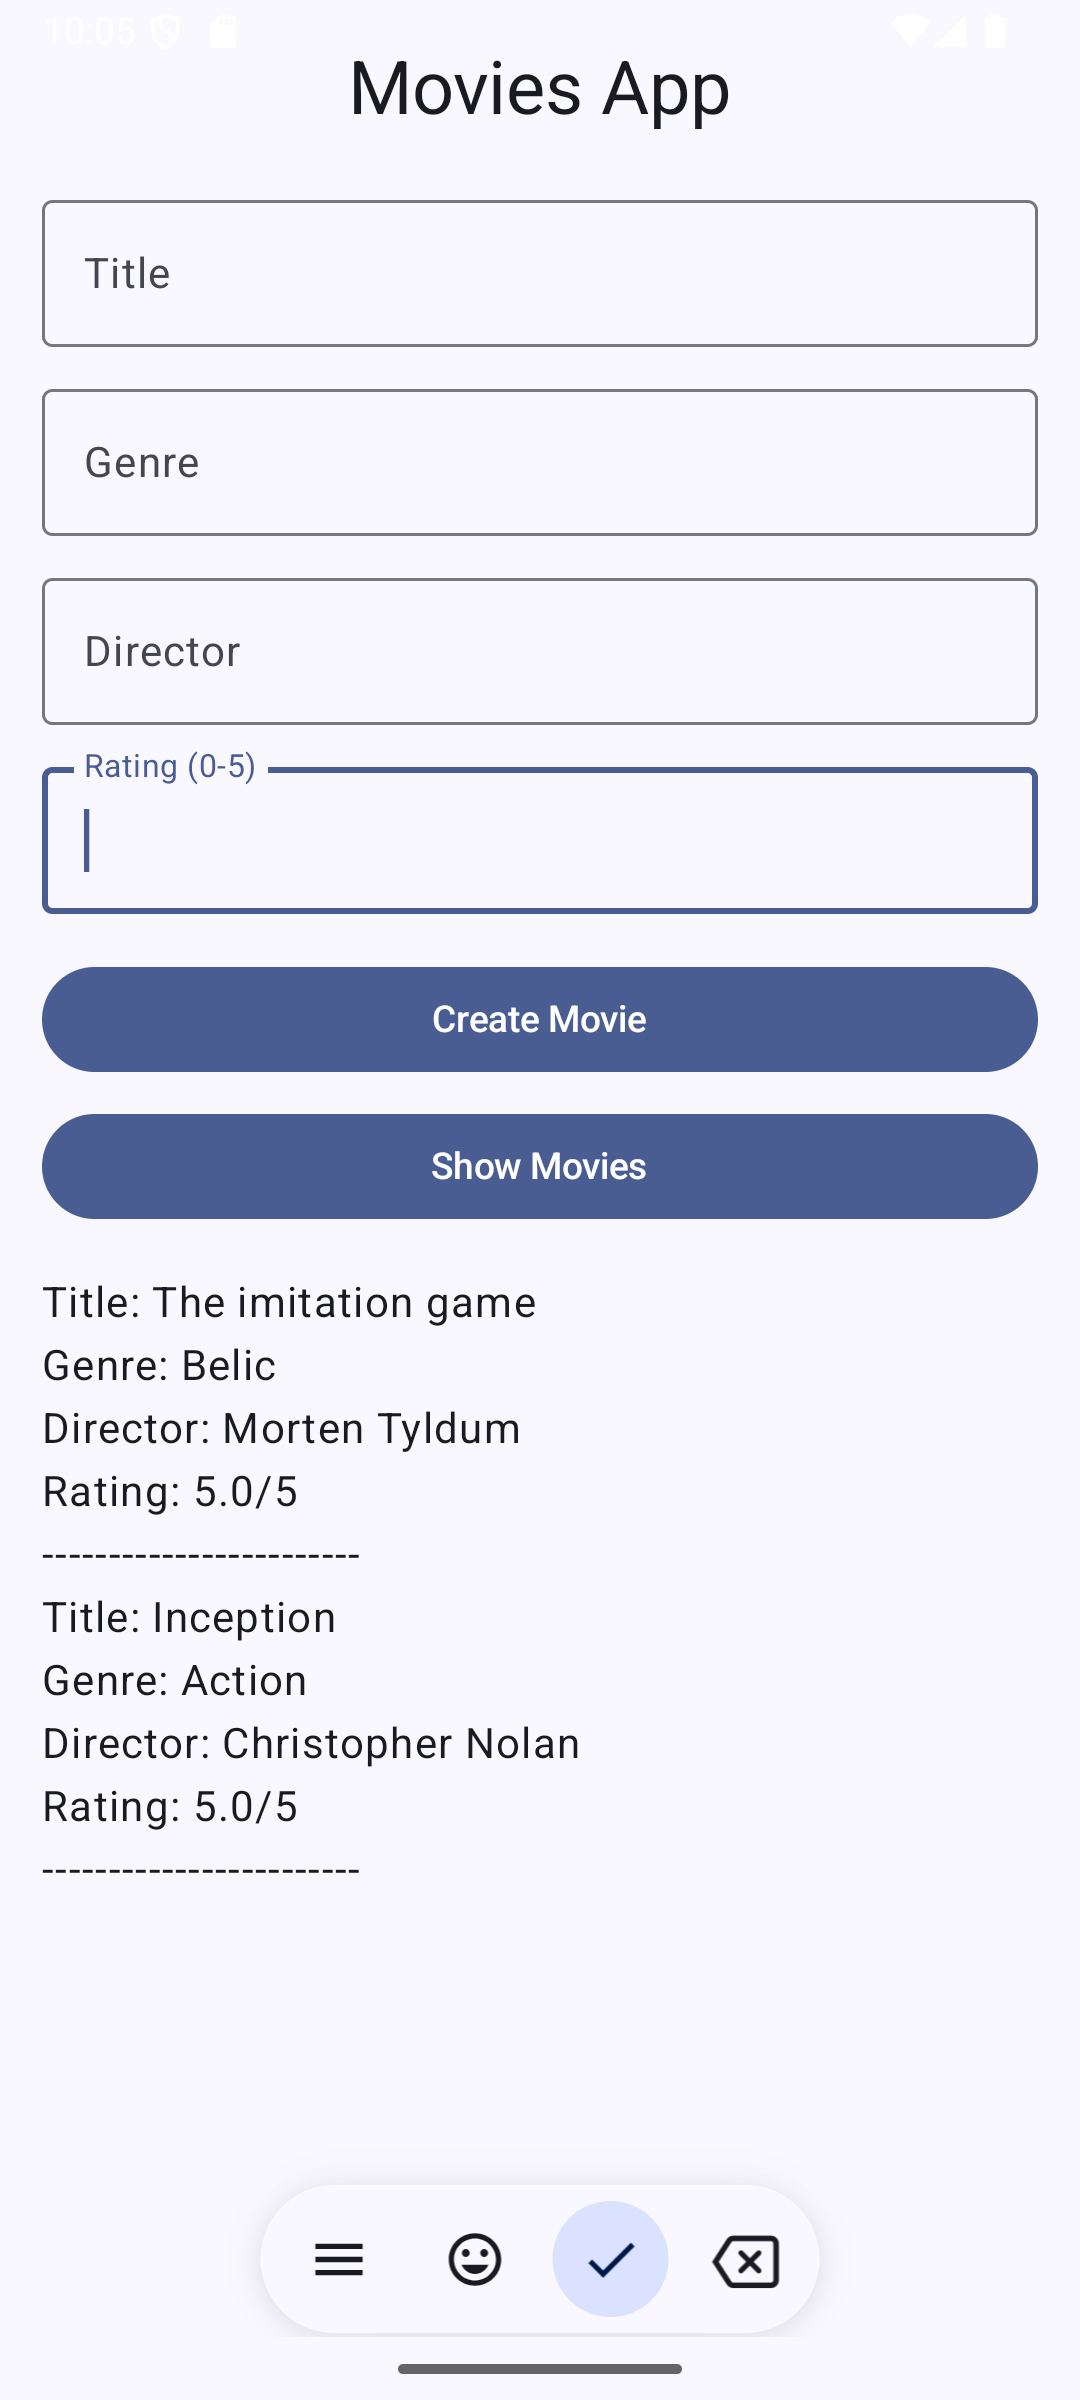 10:05
Movies App
Title
Genre
Director
Rating (0-5)
Create Movie
Show Movies
Title: The imitation game
Genre: Belic
Director: Morten Tyldum
Rating: 5.0/5
------------------------
Title: Inception
Genre: Action
Director: Christopher Nolan
Rating: 5.0/5
------------------------